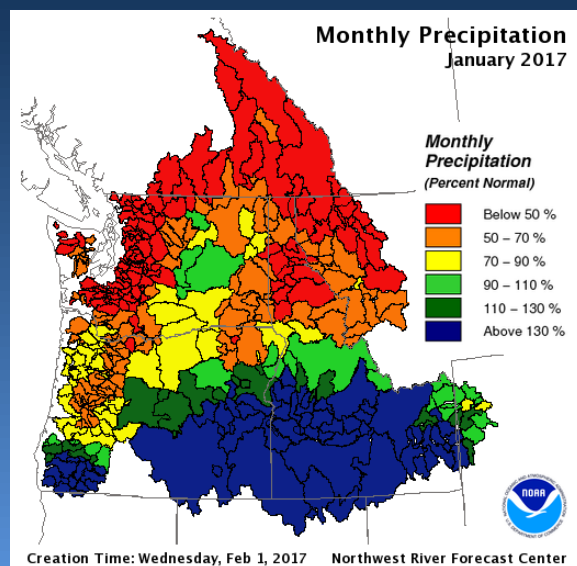 Monthly Precipitation
January 2017
Monthly
Precipitation
(Percent Normal)
Below 50 %
50 – 70 %
70 – 90 %
90 – 110 %
110 – 130 %
Above 130 %
NOAA
Creation Time: Wednesday, Feb 1, 2017 Northwest River Forecast Center